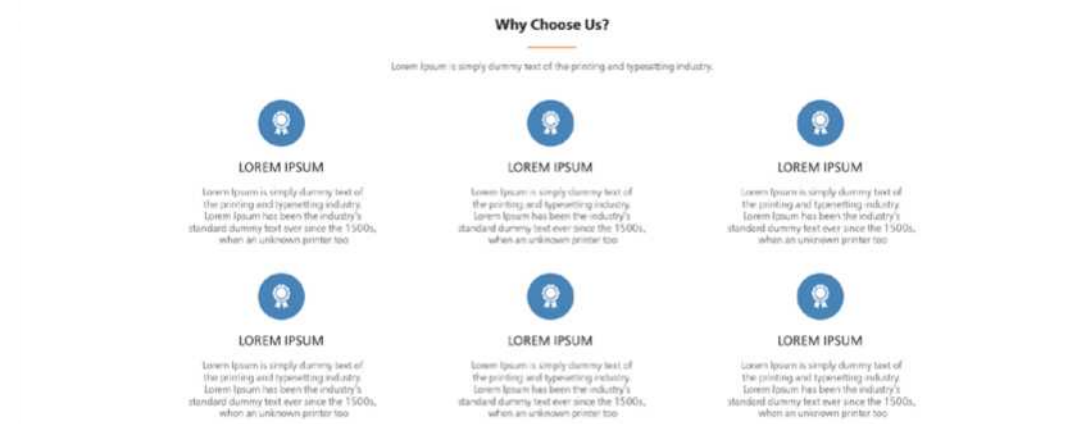 Why Choose Us?
Lorem Ipsum is simply dummy text of the printing and typesetting industry.
LOREM IPSUM
Lorem Ipsum is simply dummy text of
the printing and typesetting industry.
Lorem Ipsum has been the industry's
standard dummy text ever since the 1500s,
when an unknown printer too
LOREM IPSUM
Lorem Ipsum is simply dummy text of
the printing and typesetting industry.
Lorem Ipsum has been the industry's
standard dummy text ever since the 1500s,
when an unknown printer too
LOREM IPSUM
Lorem Ipsum is simply dummy text of
the printing and typesetting industry.
Lorem Ipsum has been the industry's
standard dummy text ever since the 1500s,
when an unknown printer too
LOREM IPSUM
Lorem Ipsum is simply dummy text of
the printing and typesetting industry.
Lorem Ipsum has been the industry's
standard dummy text ever since the 1500s,
when an unknown printer too
LOREM IPSUM
Lorem Ipsum is simply dummy text of
the printing and typesetting industry.
Lorem Ipsum has been the industry's
standard dummy text ever since the 1500s,
when an unknown printer too
LOREM IPSUM
Lorem Ipsum is simply dummy text of
the printing and typesetting industry.
Lorem Ipsum has been the industry's
standard dummy text ever since the 1500s,
when an unknown printer too